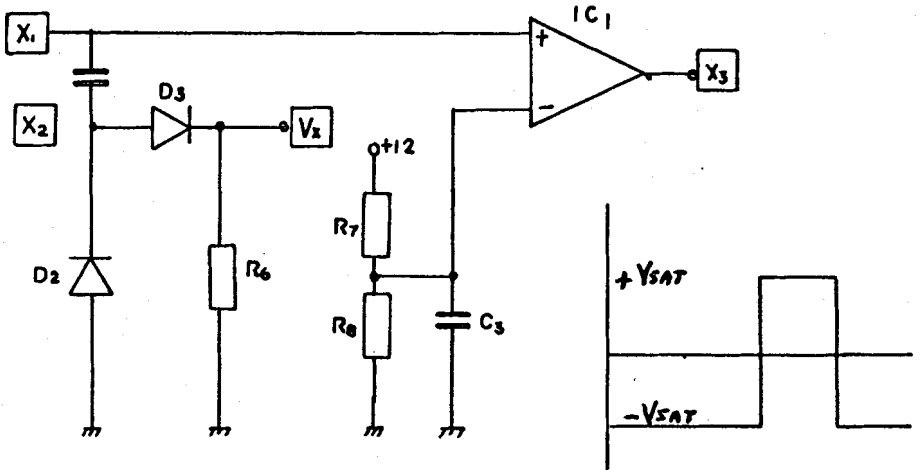 IC1
X1
+
X3
D3
-
X2
Vx
+12
R7
+VSAT
D2
R6
R8
C3
-VSAT